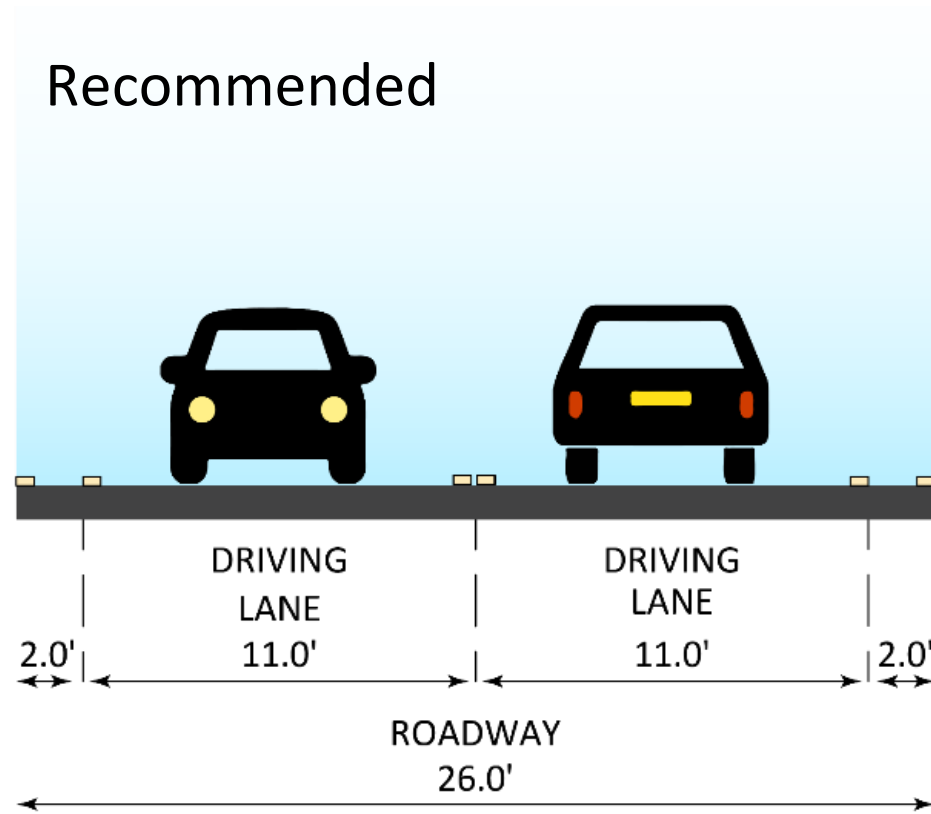 Recommended
DRIVING
LANE
11.0'
DRIVING
LANE
11.0'
2.0'
2.0'
ROADWAY
26.0'